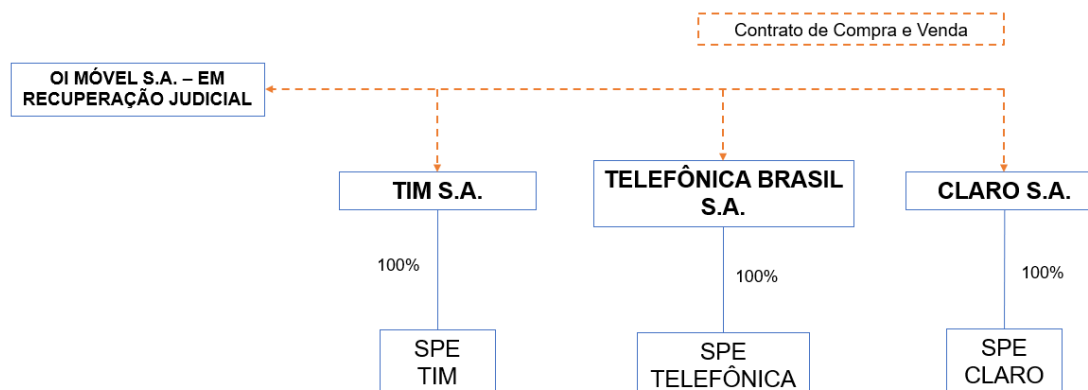 Contrato de Compra e Venda
OI MÓVEL S.A. – EM
RECUPERAÇÃO JUDICIAL
TIM S.A.
TELEFÔNICA BRASIL
S.A.
CLARO S.A.
100%
100%
100%
SPE
TIM
SPE
TELEFÔNICA
SPE
CLARO